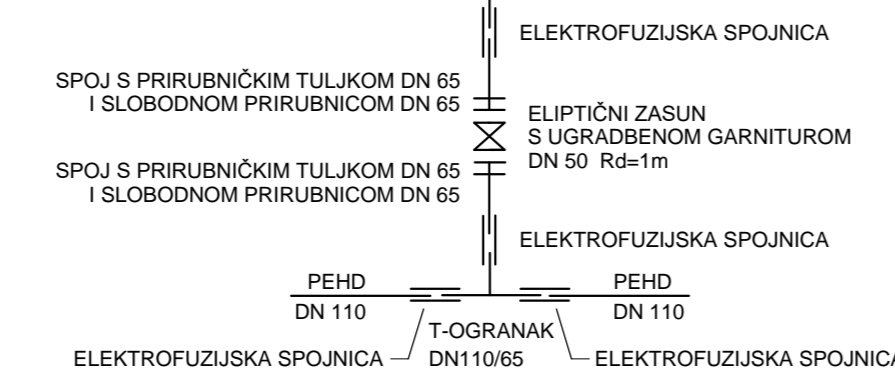 ELEKTROFUZIJSKA SPOJNICA
SPOJ S PRIRUBNIČKIM TULJKOM DN 65
I SLOBODNOM PRIRUBNICOM DN 65
ELIPTIČNI ZASUN
S UGRADBENOM GARNITUROM
DN 50 Rd=1m
SPOJ S PRIRUBNIČKIM TULJKOM DN 65
I SLOBODNOM PRIRUBNICOM DN 65
ELEKTROFUZIJSKA SPOJNICA
PEHD
DN 110
PEHD
DN 110
T-OGRANAK
DN110/65
ELEKTROFUZIJSKA SPOJNICA
ELEKTROFUZIJSKA SPOJNICA